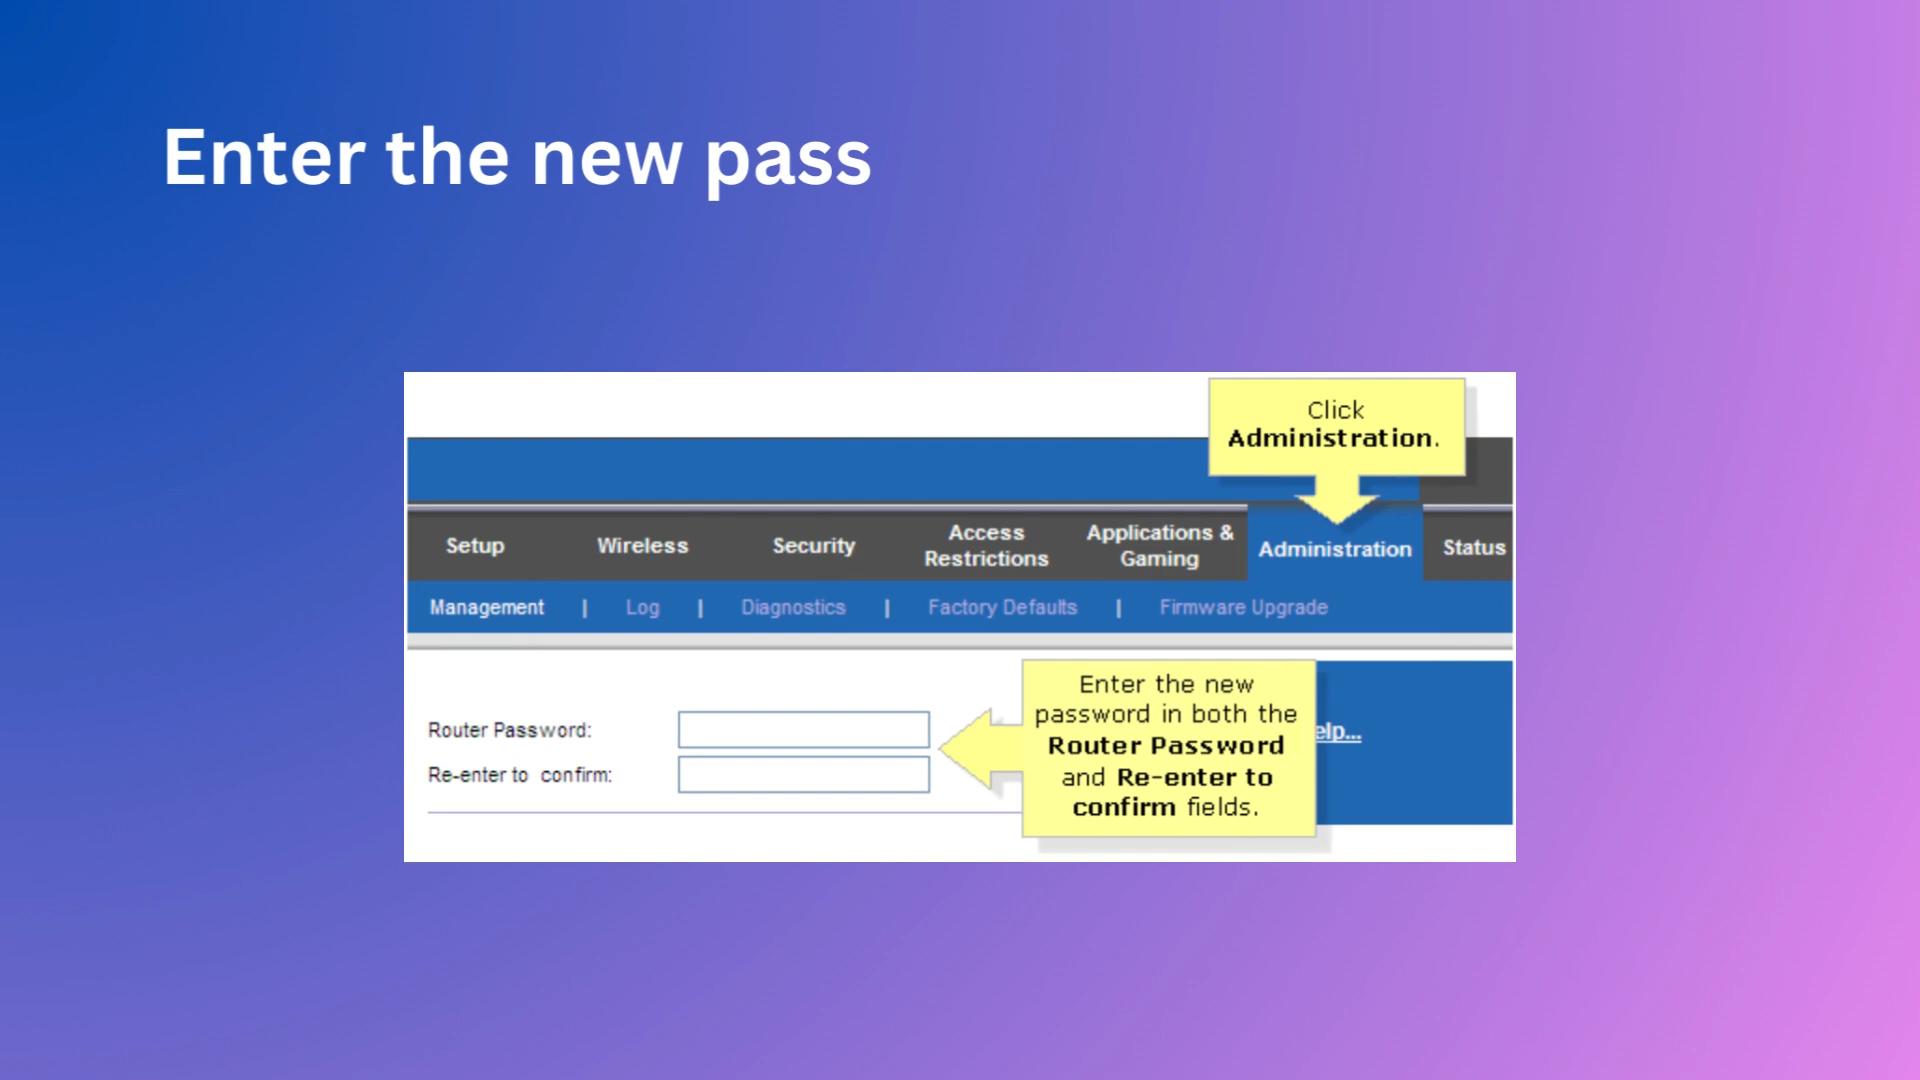 Enter the new pass
Click
Administration.
Setup
Wireless
Security
Access
Restrictions
Applications &
Gaming
Administration
Status
Management | Log | Diagnostics | Factory Defaults | Firmware Upgrade
Router Password:
Re-enter to confirm:
Enter the new
password in both the
Router Password
and Re-enter to
confirm fields.
elp...